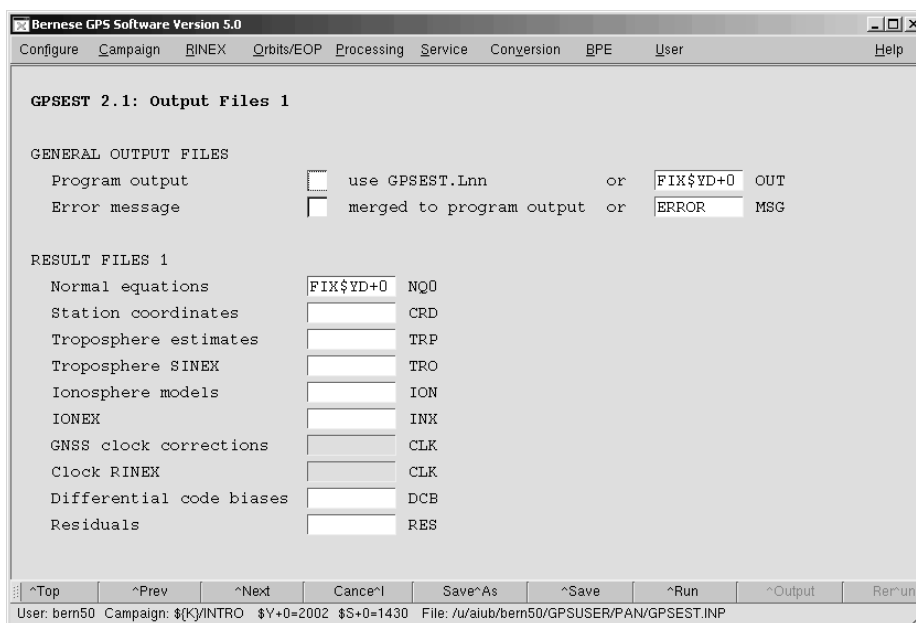 Bernese GPS Software Version 5.0
Configure Campaign RINEX Orbits/EOP Processing Service Conversion BPE User Help
GPSEST 2.1: Output Files 1
GENERAL OUTPUT FILES
Program output use GPSEST.Lnn or FIX$YD+0 OUT
Error message merged to program output or ERROR MSG
RESULT FILES 1
Normal equations FIX$YD+0 NQ0
Station coordinates CRD
Troposphere estimates TRP
Troposphere SINEX TRO
Ionosphere models ION
IONEX INX
GNSS clock corrections CLK
Clock RINEX CLK
Differential code biases DCB
Residuals RES
^Top ^Prev ^Next Cance^l Save^As ^Save ^Run ^Output Rer^un
User: bern50 Campaign: ${K}/INTRO $Y+0=2002 $S+0=1430 File: /u/aiub/bern50/GPSUSER/PAN/GPSEST.INP